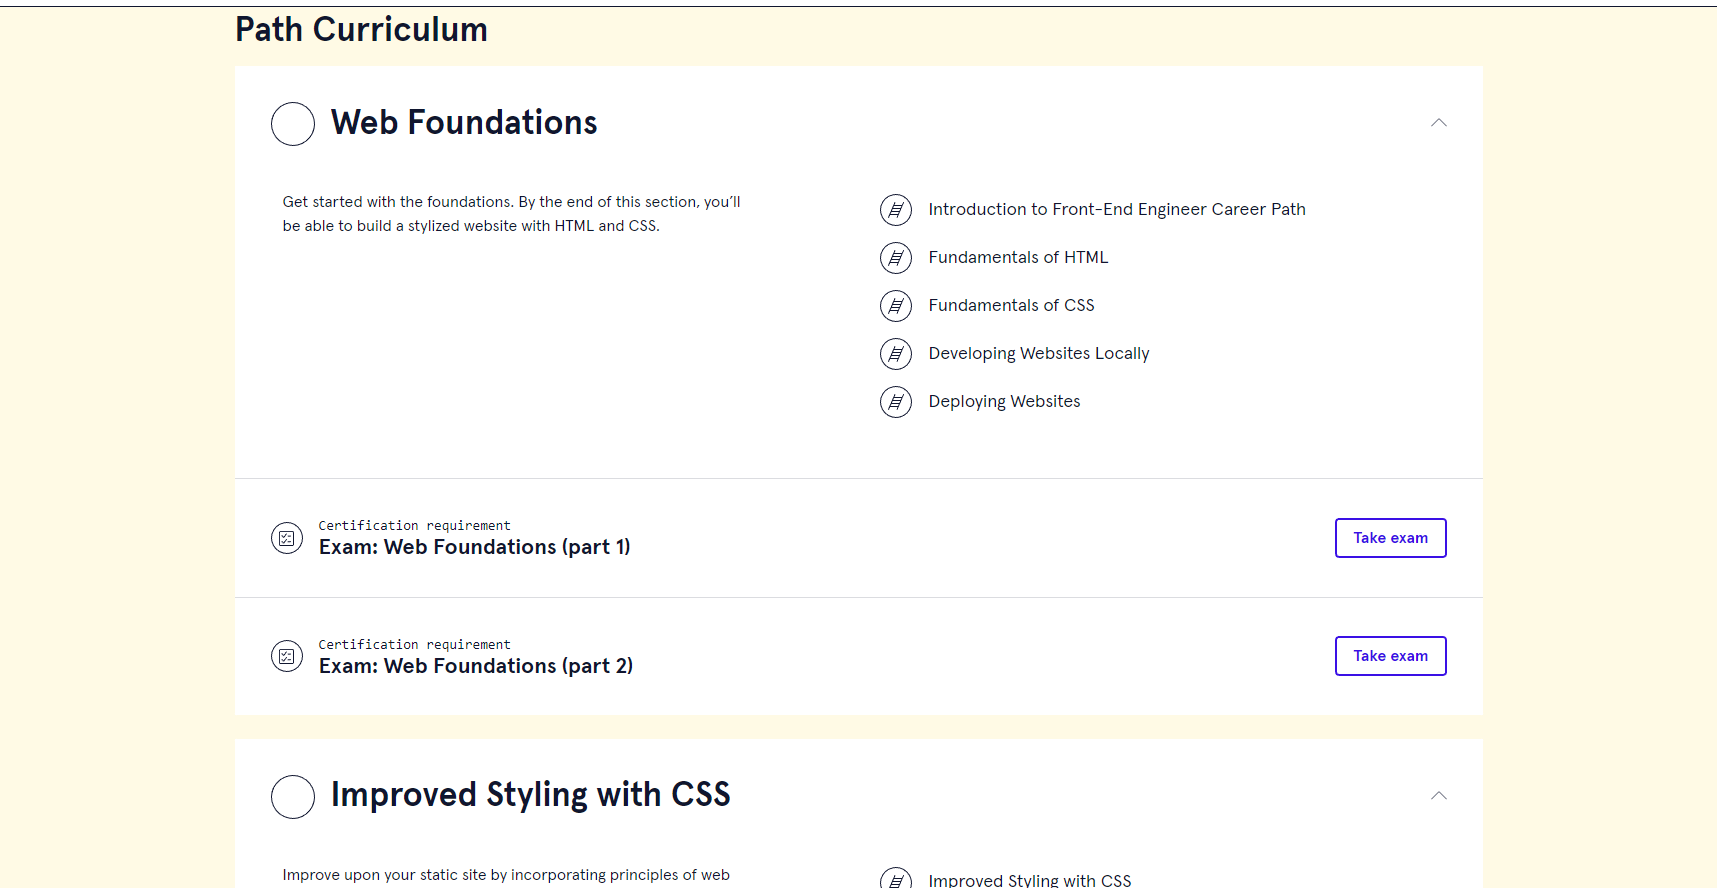 Path Curriculum
Web Foundations
Get started with the foundations. By the end of this section, you’ll
be able to build a stylized website with HTML and CSS.
Introduction to Front-End Engineer Career Path
Fundamentals of HTML
Fundamentals of CSS
Developing Websites Locally
Deploying Websites
Certification requirement
Exam: Web Foundations (part 1)
Take exam
Certification requirement
Exam: Web Foundations (part 2)
Take exam
Improved Styling with CSS
Improve upon your static site by incorporating principles of web
Improved Styling with CSS